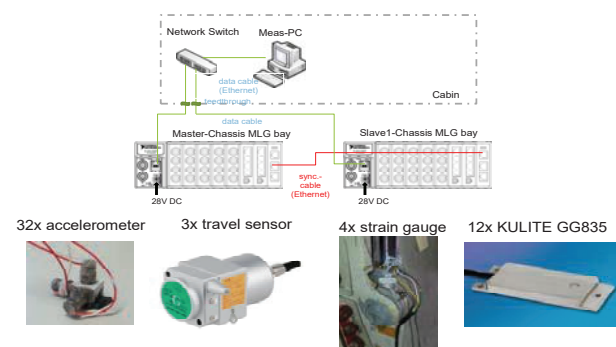 Network Switch
Meas-PC
data cable
(Ethernet)
feedthrough
Cabin
data cable
Master-Chassis MLG bay
Slave1-Chassis MLG bay
sync.-
cable
(Ethernet)
28V DC
28V DC
32x accelerometer
3x travel sensor
4x strain gauge
12x KULITE GG835